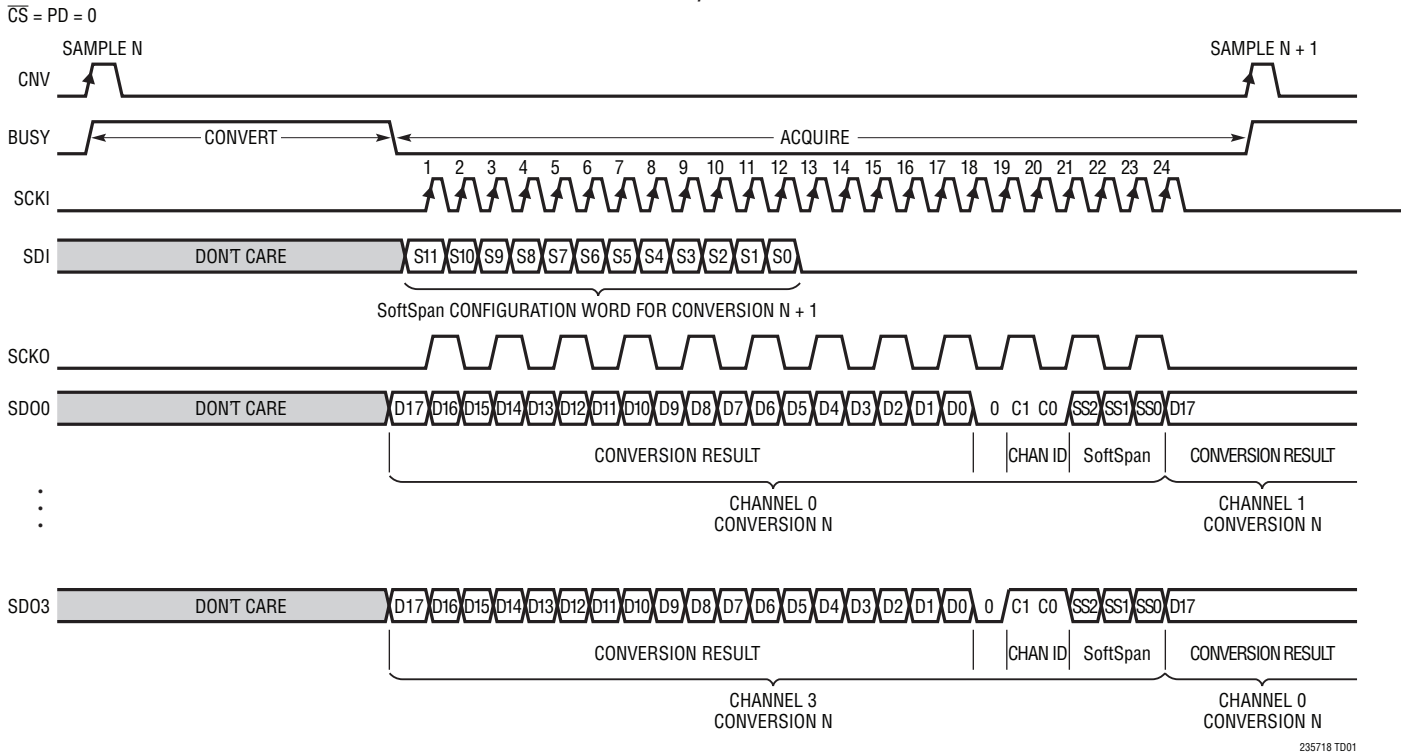 CS = PD = 0
SAMPLE N SAMPLE N + 1
CNV
BUSY CONVERT ACQUIRE
1 2 3 4 5 6 7 8 9 10 11 12 13 14 15 16 17 18 19 20 21 22 23 24
SCKI
SDI DON'T CARE S11 S10 S9 S8 S7 S6 S5 S4 S3 S2 S1 S0
SoftSpan CONFIGURATION WORD FOR CONVERSION N + 1
SCKO
SDO0 DON'T CARE D17 D16 D15 D14 D13 D12 D11 D10 D9 D8 D7 D6 D5 D4 D3 D2 D1 D0 0 C1 C0 SS2 SS1 SS0 D17
CONVERSION RESULT CHAN ID SoftSpan CONVERSION RESULT
CHANNEL 0 CHANNEL 1
CONVERSION N CONVERSION N
SDO3 DON'T CARE D17 D16 D15 D14 D13 D12 D11 D10 D9 D8 D7 D6 D5 D4 D3 D2 D1 D0 0 C1 C0 SS2 SS1 SS0 D17
CONVERSION RESULT CHAN ID SoftSpan CONVERSION RESULT
CHANNEL 3 CHANNEL 0
CONVERSION N CONVERSION N
235718 TD01